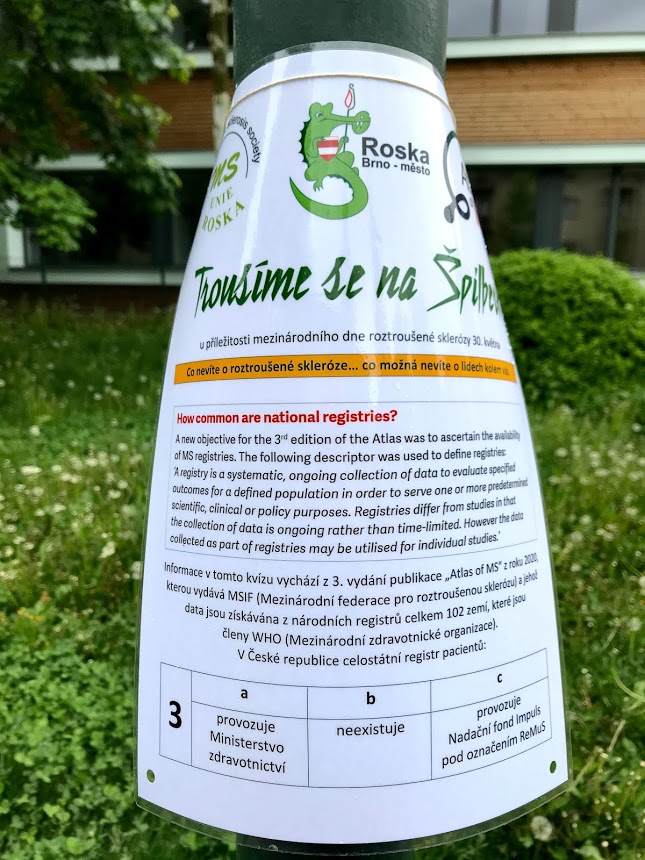 sclerosis society
MS
UNIE
ROSKA
Roska
Brno - město
Trousíme se na
u příležitosti mezinárodního dne roztroušené sklerózy 30. května
Co nevíte o roztroušené skleróze... co možná nevíte o lidech kolem vás.
How common are national registries?
A new objective for the 3rd edition of the Atlas was to ascertain the availability
of MS registries. The following descriptor was used to define registries:
'A registry is a systematic, ongoing collection of data to evaluate specified
outcomes for a defined population in order to serve one or more predetermined
scientific, clinical or policy purposes. Registries differ from studies in that
the collection of data is ongoing rather than time-limited. However the data
collected as part of registries may be utilised for individual studies.'
Informace v tomto kvízu vychází z 3. vydání publikace „Atlas of MS“ z roku 2020,
kterou vydává MSIF (Mezinárodní federace pro roztroušenou sklerózu) a jehož
data jsou získávána z národních registrů celkem 102 zemí, které jsou
členy WHO (Mezinárodní zdravotnické organizace).
V České republice celostátní registr pacientů:
3
a
b
c
provozuje
Ministerstvo
zdravotnictví
neexistuje
provozuje
Nadační fond Impuls
pod označením ReMuS